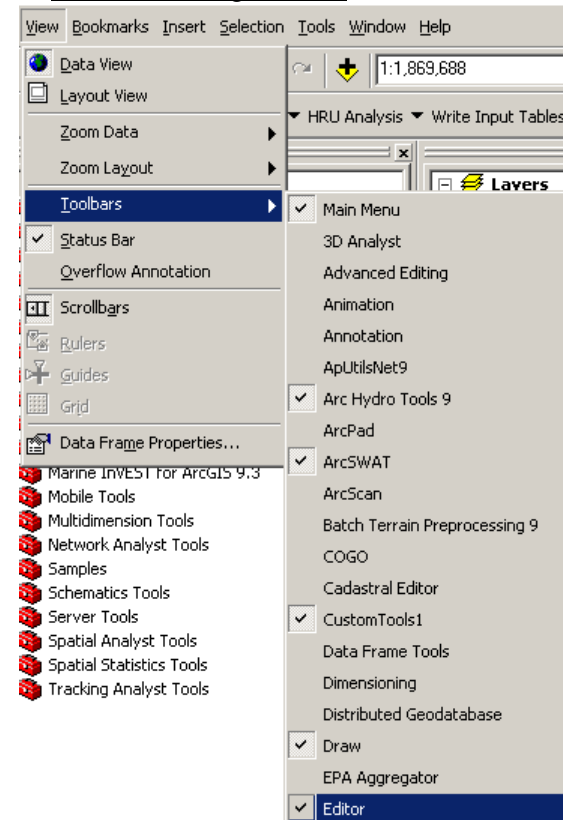 View Bookmarks Insert Selection Tools Window Help
Data View
1:1,869,688
Layout View
HRU Analysis Write Input Tables
Zoom Data
Zoom Layout
Layers
Toolbars
Status Bar
Overflow Annotation
Scrollbars
Rulers
Guides
Grid
Data Frame Properties...
Marine InVEST for ArcGIS 9.3
Mobile Tools
Multidimension Tools
Network Analyst Tools
Samples
Schematics Tools
Server Tools
Spatial Analyst Tools
Spatial Statistics Tools
Tracking Analyst Tools
Main Menu
3D Analyst
Advanced Editing
Animation
Annotation
ApUtilsNet9
Arc Hydro Tools 9
ArcPad
ArcSWAT
ArcScan
Batch Terrain Preprocessing 9
COGO
Cadastral Editor
CustomTools1
Data Frame Tools
Dimensioning
Distributed Geodatabase
Draw
EPA Aggregator
Editor